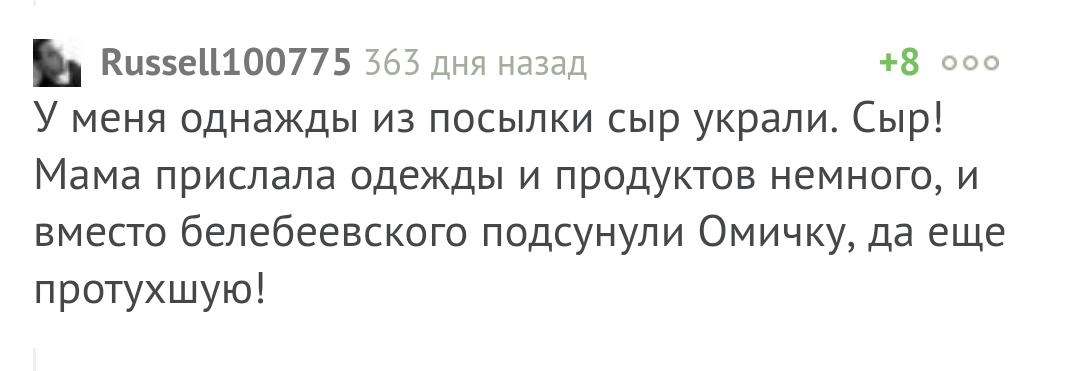 Russell100775 363 дня назад +8
У меня однажды из посылки сыр украли. Сыр!
Мама прислала одежды и продуктов немного, и
вместо белебеевского подсунули Омичку, да еще
протухшую!